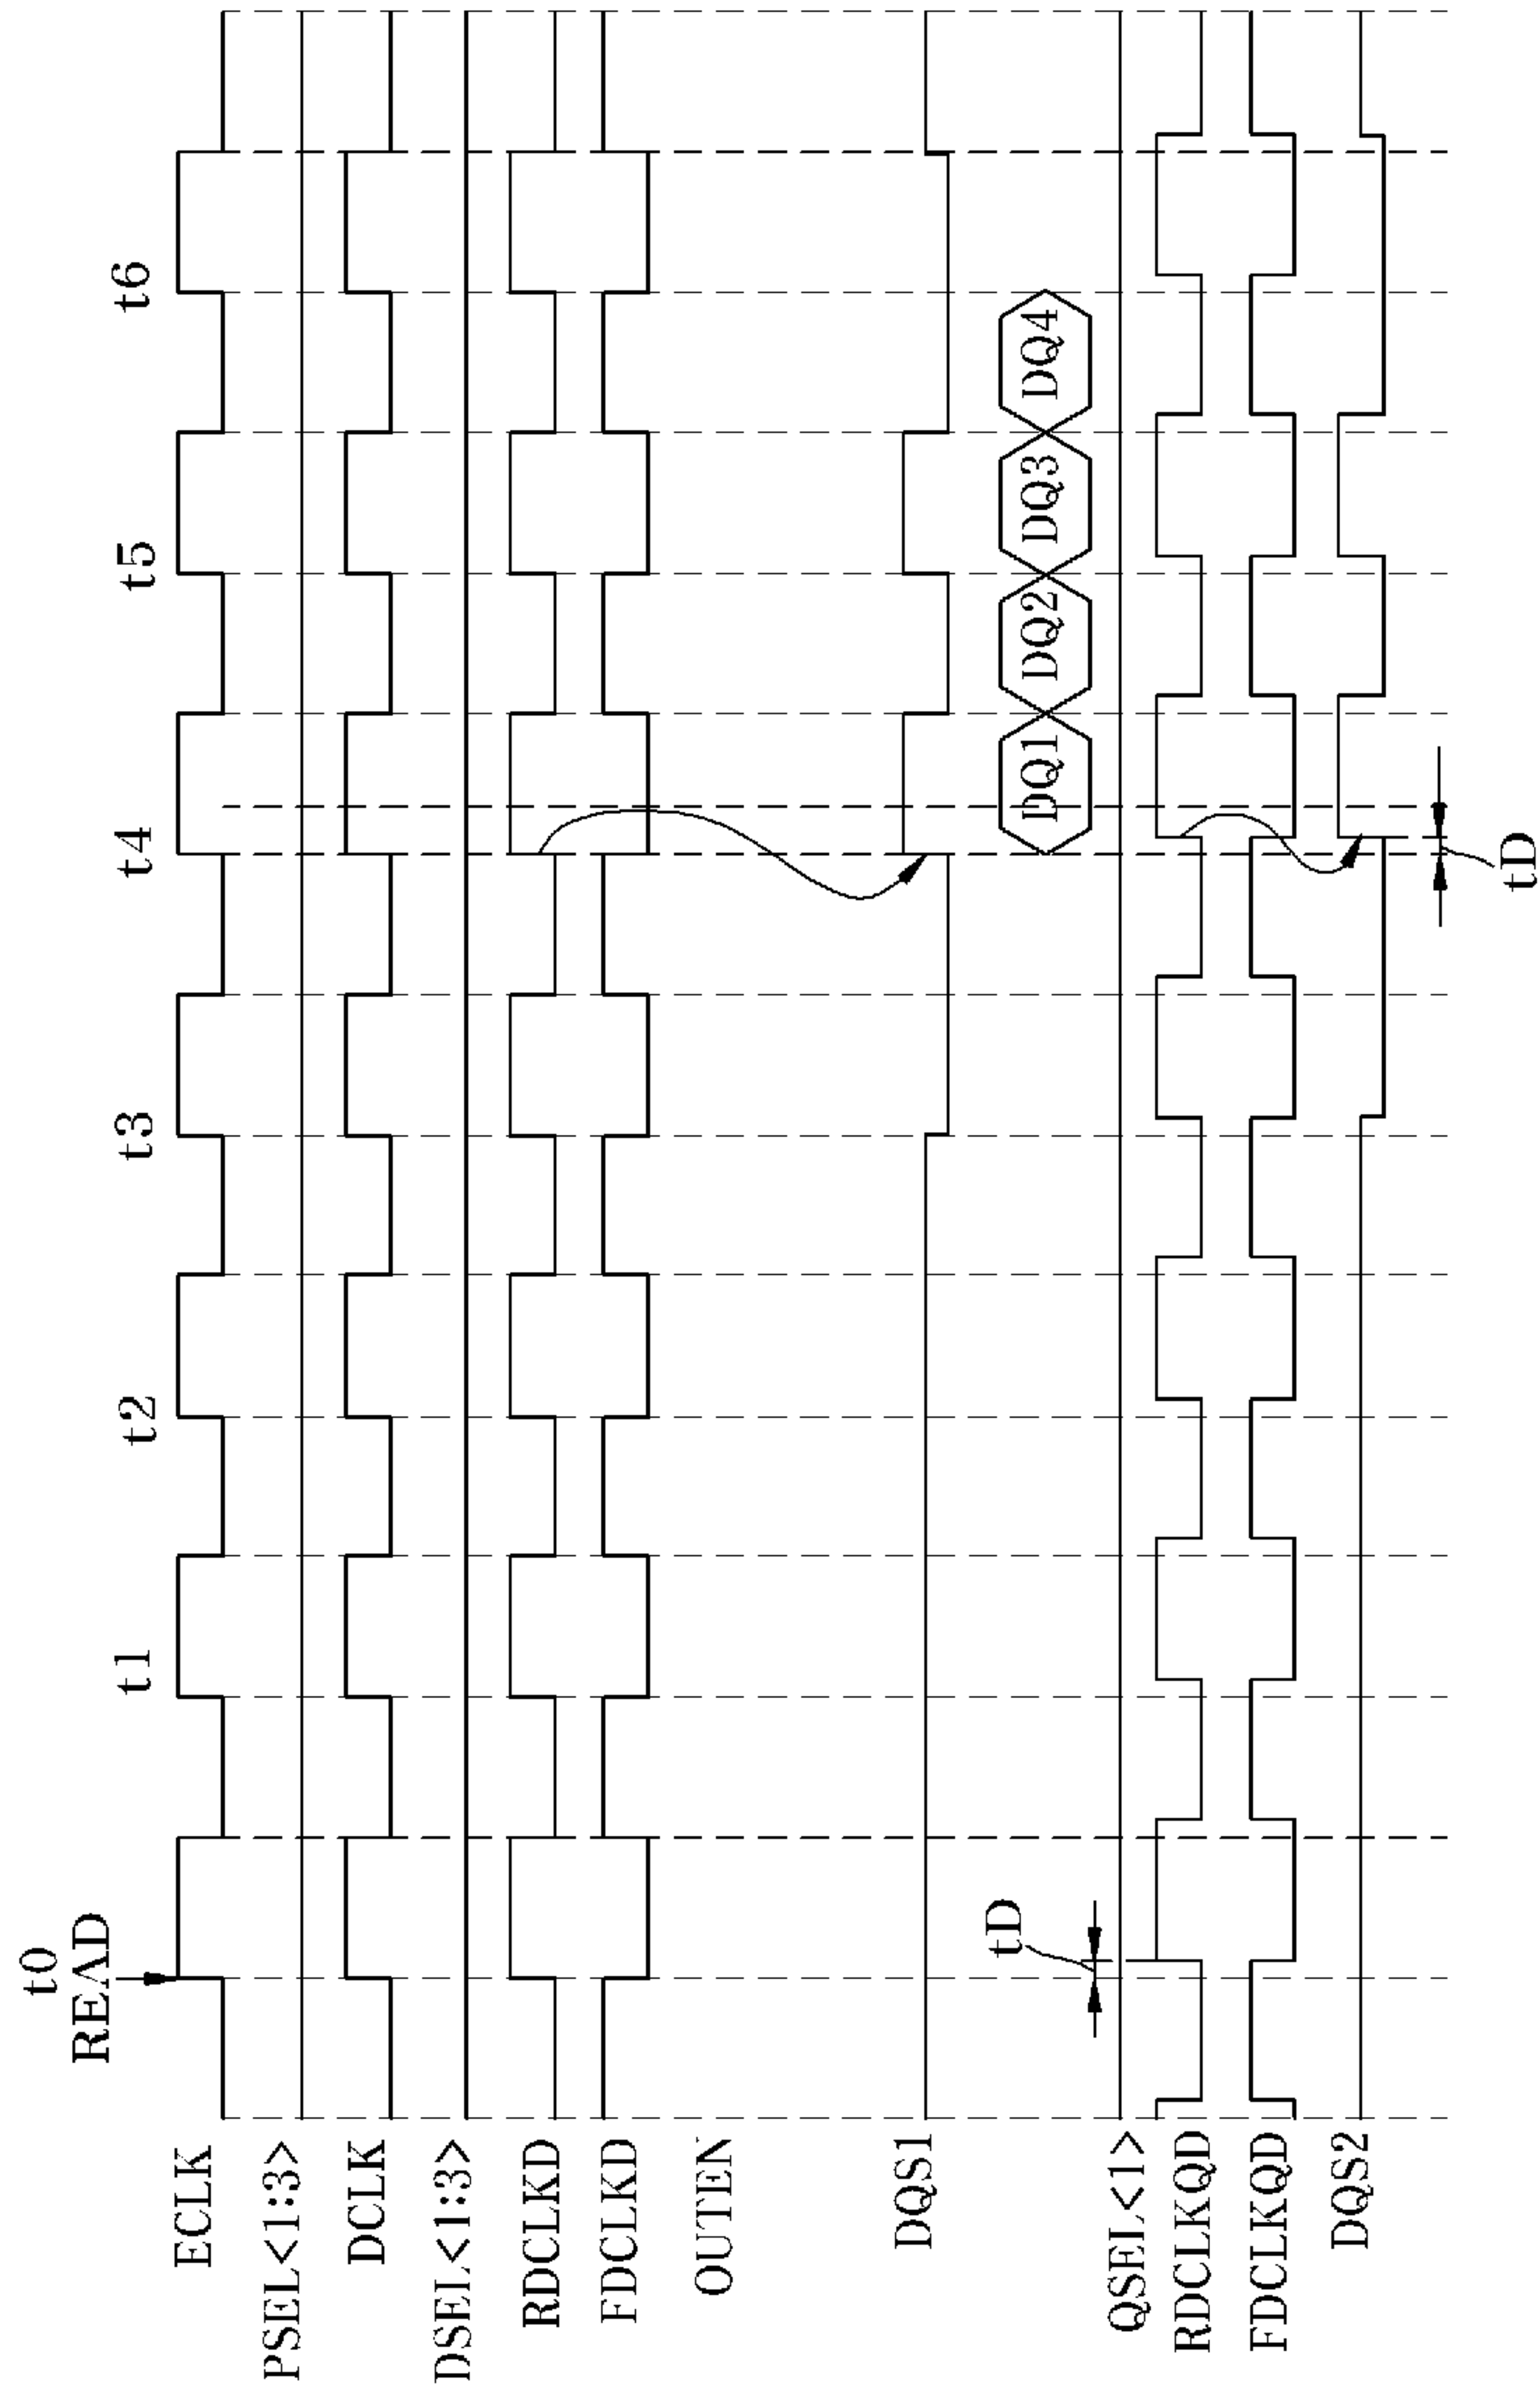 t0
READ
t1
t2
t3
t4
t5
t6
ECLK
PSEL<1:3>
DCLK
DSEL<1:3>
RDCLKD
FDCLKD
OUTEN
DQS1
DQ1
DQ2
DQ3
DQ4
tD
QSEL<1>
RDCLKQD
FDCLKQD
DQS2
tD